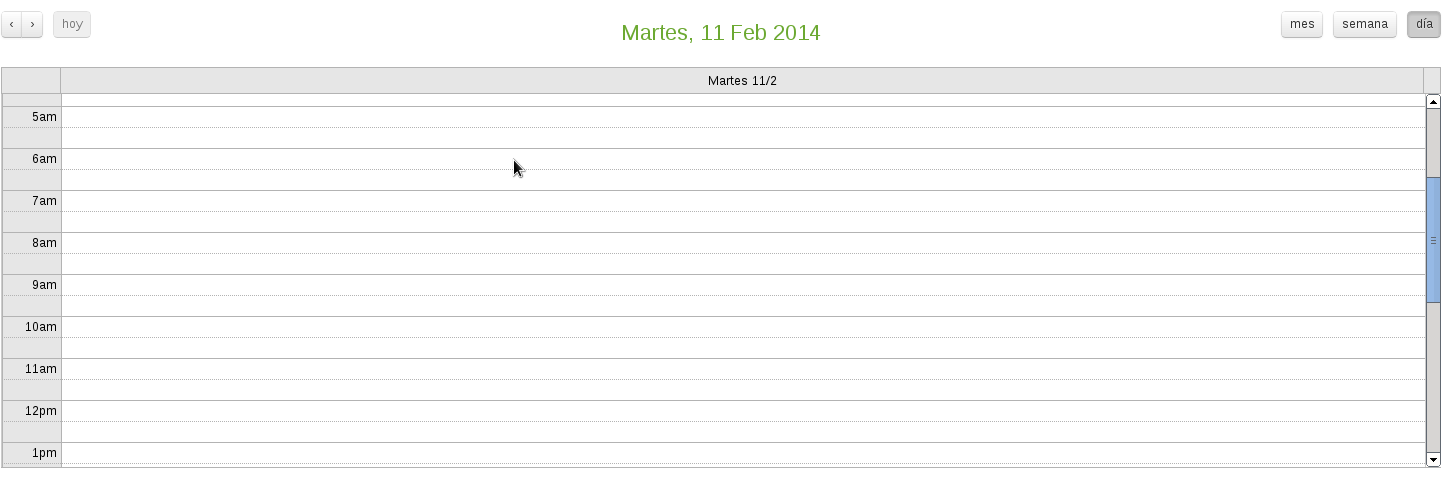 ‹ › hoy
Martes, 11 Feb 2014
mes semana día
Martes 11/2
5am
6am
7am
8am
9am
10am
11am
12pm
1pm